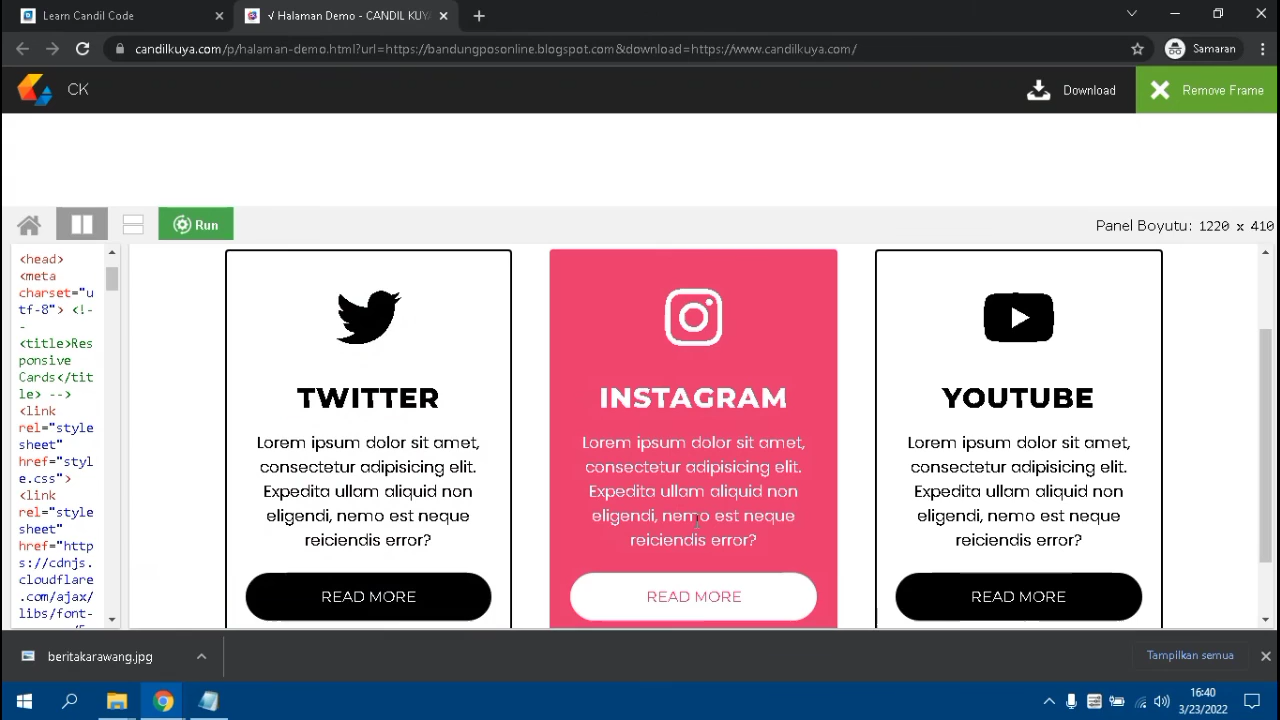 Learn Candil Code
√ Halaman Demo - CANDIL KUYA
candilkuya.com/p/halaman-demo.html?url=https://bandungposonline.blogspot.com&download=https://www.candilkuya.com/
Samaran
CK
Download
Remove Frame
Run
Panel Boyutu: 1220 x 410
<head>
<meta
charset="u
tf-8"> <!-
-
<title>Res
ponsive
Cards</tit
le> -->
<link
rel="style
sheet"
href="styl
e.css">
<link
rel="style
sheet"
href="http
s://cdnjs.
cloudflare
.com/ajax/
libs/font-
TWITTER
Lorem ipsum dolor sit amet,
consectetur adipisicing elit.
Expedita ullam aliquid non
eligendi, nemo est neque
reiciendis error?
READ MORE
INSTAGRAM
Lorem ipsum dolor sit amet,
consectetur adipisicing elit.
Expedita ullam aliquid non
eligendi, nemo est neque
reiciendis error?
READ MORE
YOUTUBE
Lorem ipsum dolor sit amet,
consectetur adipisicing elit.
Expedita ullam aliquid non
eligendi, nemo est neque
reiciendis error?
READ MORE
beritakarawang.jpg
Tampilkan semua
16:40
3/23/2022